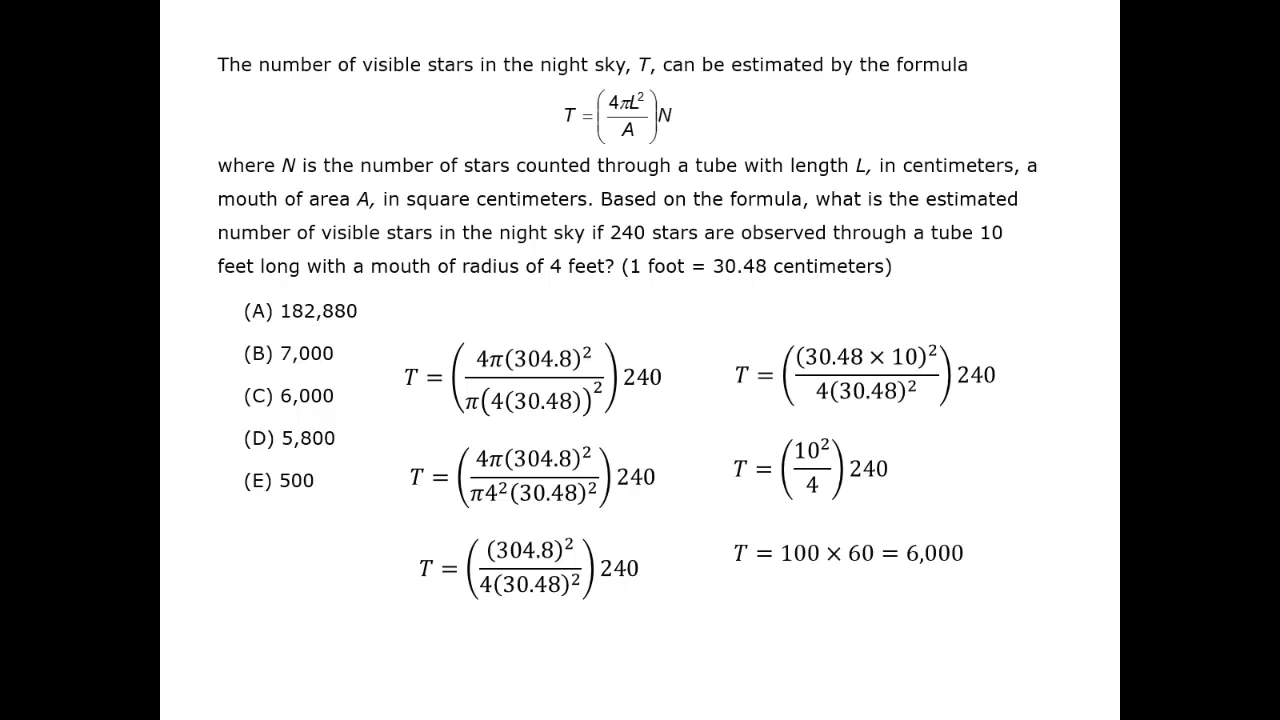 The number of visible stars in the night sky, T, can be estimated by the formula
T = (4πL² / A) N
where N is the number of stars counted through a tube with length L, in centimeters, a
mouth of area A, in square centimeters. Based on the formula, what is the estimated
number of visible stars in the night sky if 240 stars are observed through a tube 10
feet long with a mouth of radius of 4 feet? (1 foot = 30.48 centimeters)
(A) 182,880
(B) 7,000
(C) 6,000
(D) 5,800
(E) 500
T = (4π(304.8)² / π(4(30.48))²) 240
T = (4π(304.8)² / π4²(30.48)²) 240
T = ((304.8)² / 4(30.48)²) 240
T = ((30.48 × 10)² / 4(30.48)²) 240
T = (10² / 4) 240
T = 100 × 60 = 6,000